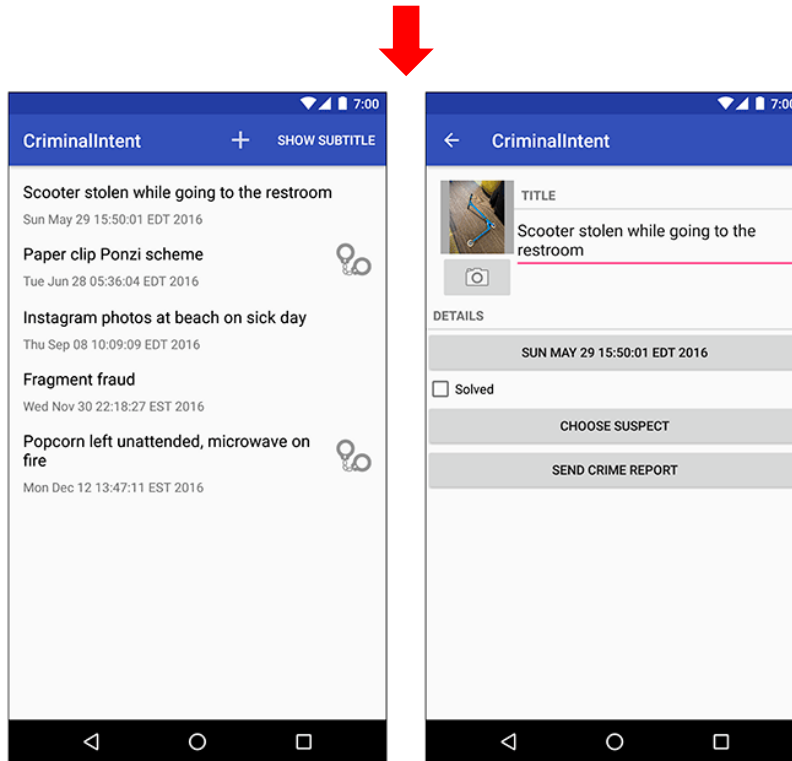 7:00
CriminalIntent + SHOW SUBTITLE
Scooter stolen while going to the restroom
Sun May 29 15:50:01 EDT 2016
Paper clip Ponzi scheme
Tue Jun 28 05:36:04 EDT 2016
Instagram photos at beach on sick day
Thu Sep 08 10:09:09 EDT 2016
Fragment fraud
Wed Nov 30 22:18:27 EST 2016
Popcorn left unattended, microwave on
fire
Mon Dec 12 13:47:11 EST 2016
7:00
CriminalIntent
TITLE
Scooter stolen while going to the
restroom
DETAILS
SUN MAY 29 15:50:01 EDT 2016
Solved
CHOOSE SUSPECT
SEND CRIME REPORT